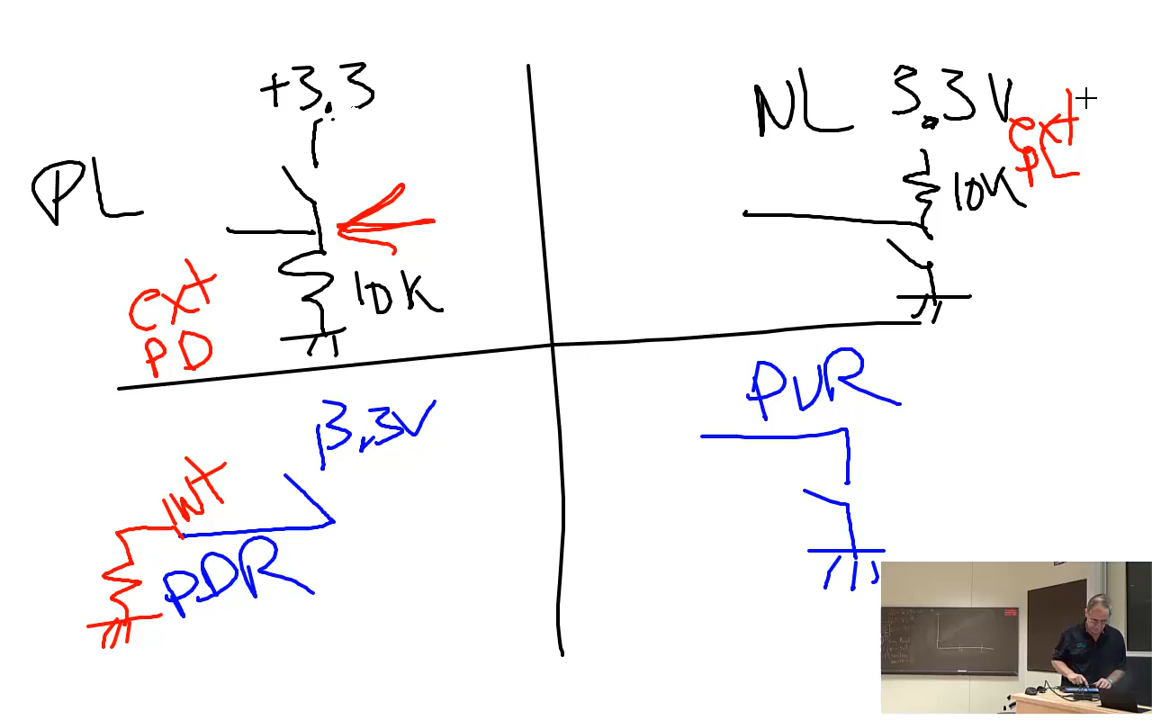 +3.3
PL
10K
ext
PD
NL 3.3V
ext
PL
10K
3.3V
INT
PDR
PUR